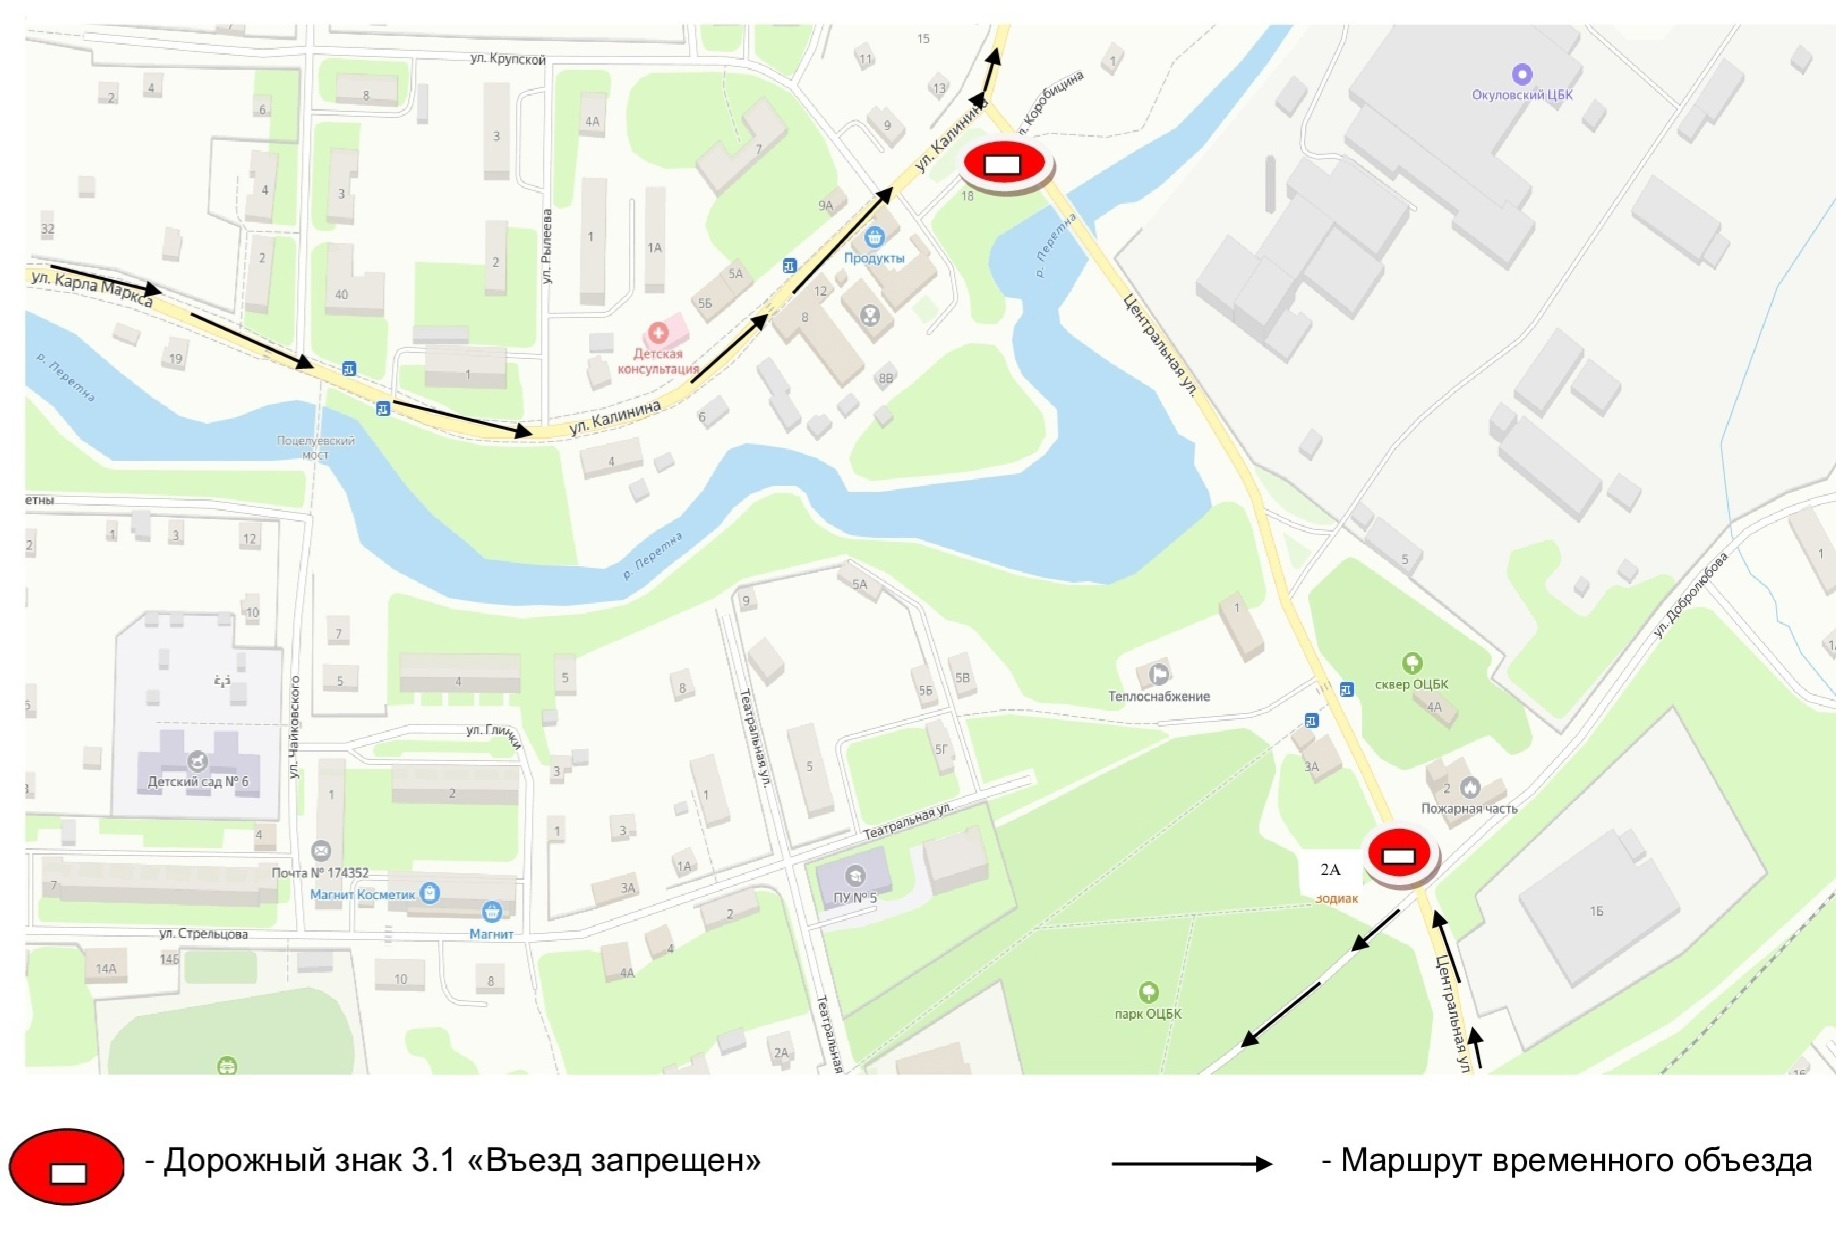 15
ул. Крупской
11
1
13
Окуловский ЦБК
2
4
6
8
3
4А
7
9
ул. Калинина
ул. Коробицина
4
3
1
1А
9А
18
32
2
40
2
ул. Рылеева
5А
5Б
12
8
Продукты
р. Перетна
ул. Карла Маркса
Центральная ул.
19
1
Детская
консультация
8В
6
ул. Калинина
р. Перетна
Поцелуевский
мост
4
етны
2
1
3
12
10
7
5
4
5
8
9
5А
5Б
5В
5Г
р. Перетна
1
5
1
ул. Добролюбова
Теплоснабжение
сквер ОЦБК
4А
3А
2
Пожарная часть
ул. Чайковского
ул. Глинки
Театральная ул.
Детский сад № 6
1
2
3
5
1
4
1
3
1А
3А
Театральная ул.
7
Почта № 174352
Магнит Косметик
Магнит
ПУ № 5
2А
Зодиак
1Б
ул. Стрельцова
2
4
4А
14А
14Б
10
8
2А
Театральная
парк ОЦБК
Центральная ул
1Б
- Дорожный знак 3.1 «Въезд запрещен»
- Маршрут временного объезда